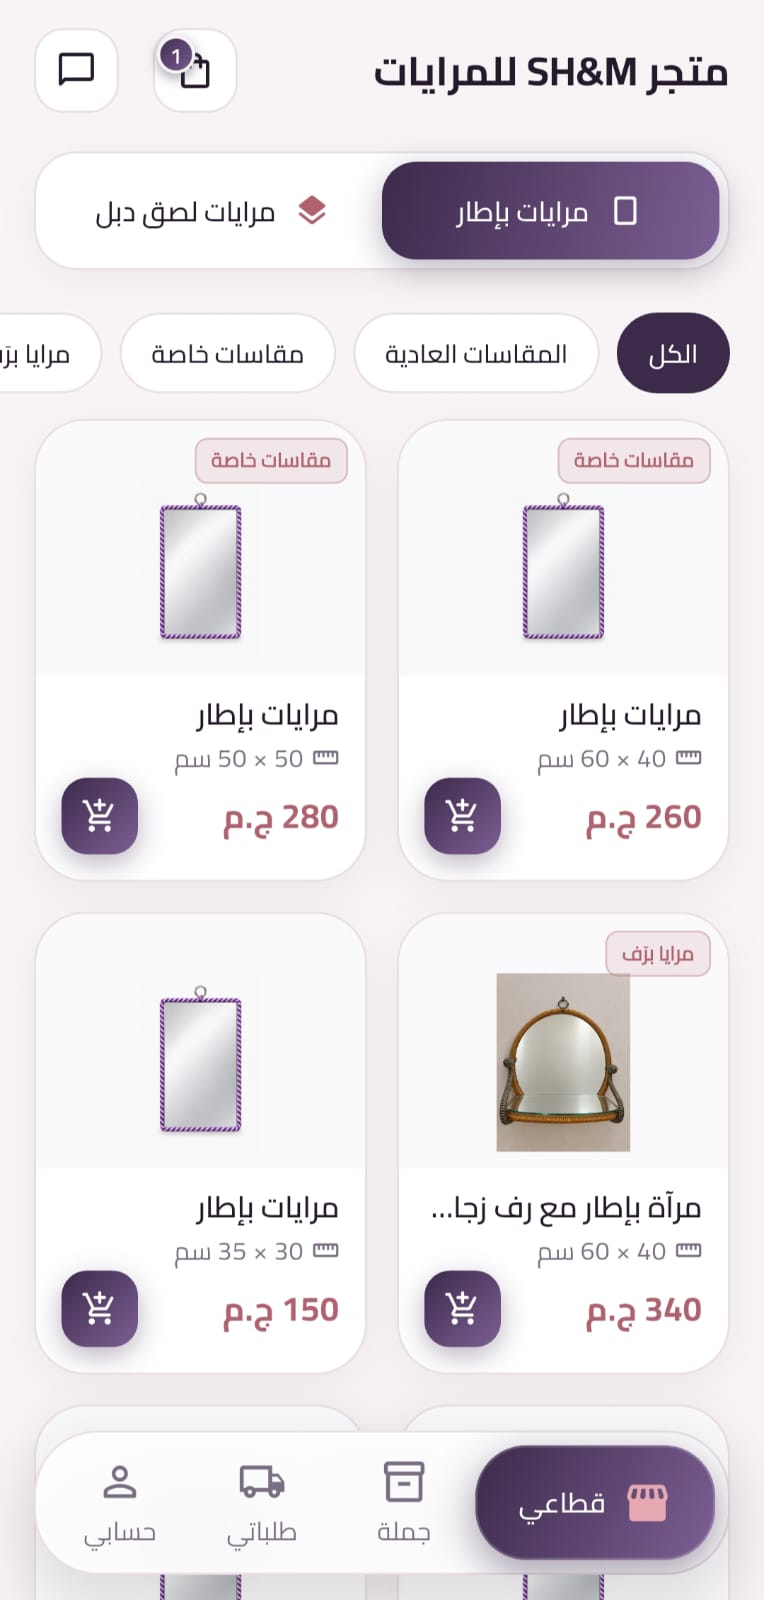 متجر SH&M للمرايات
1
مرايات بإطار
مرايات لصق دبل
الكل
المقاسات العادية
مقاسات خاصة
مرايا
مقاسات خاصة
مرايات بإطار
40 × 60 سم
260 ج.م
مقاسات خاصة
مرايات بإطار
50 × 50 سم
280 ج.م
مرايا برَف
مرآة بإطار مع رف زجا...
40 × 60 سم
340 ج.م
مرايات بإطار
30 × 35 سم
150 ج.م
قطاعي
جملة
طلباتي
حسابي